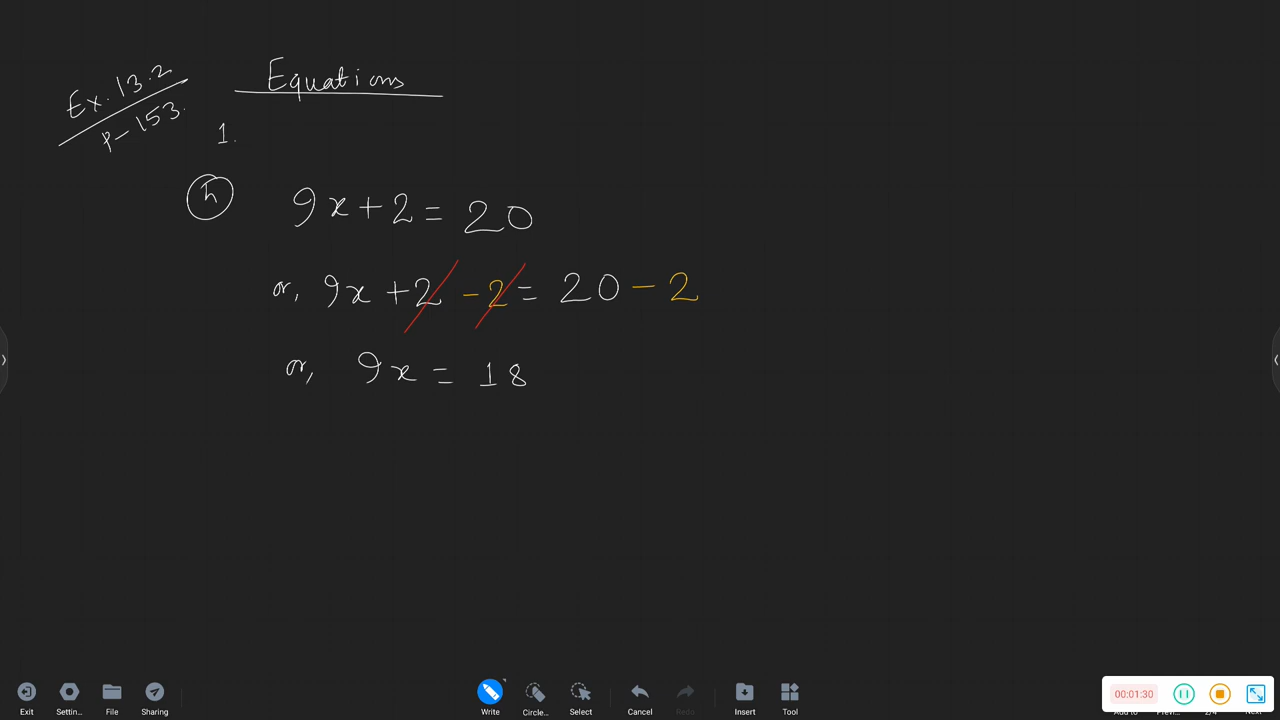 Ex. 13.2
P-153.
Equations
1.
h
9x+2=20
or, 9x+2 -2 = 20-2
or, 9x = 18
Exit
Settin...
File
Sharing
Write
Circle..
Select
Cancel
Redo
Insert
Tool
00:01:30